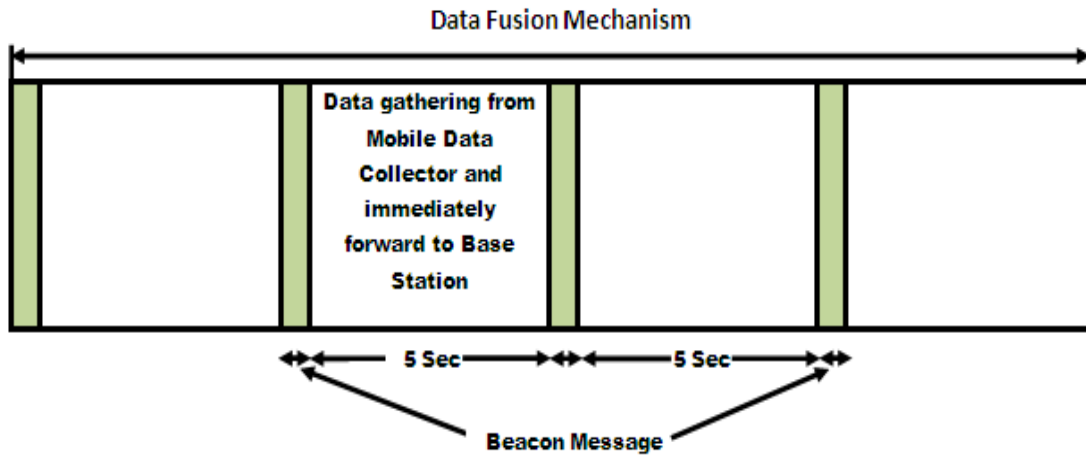 Data Fusion Mechanism
Data gathering from
Mobile Data
Collector and
immediately
forward to Base
Station
5 Sec
5 Sec
Beacon Message